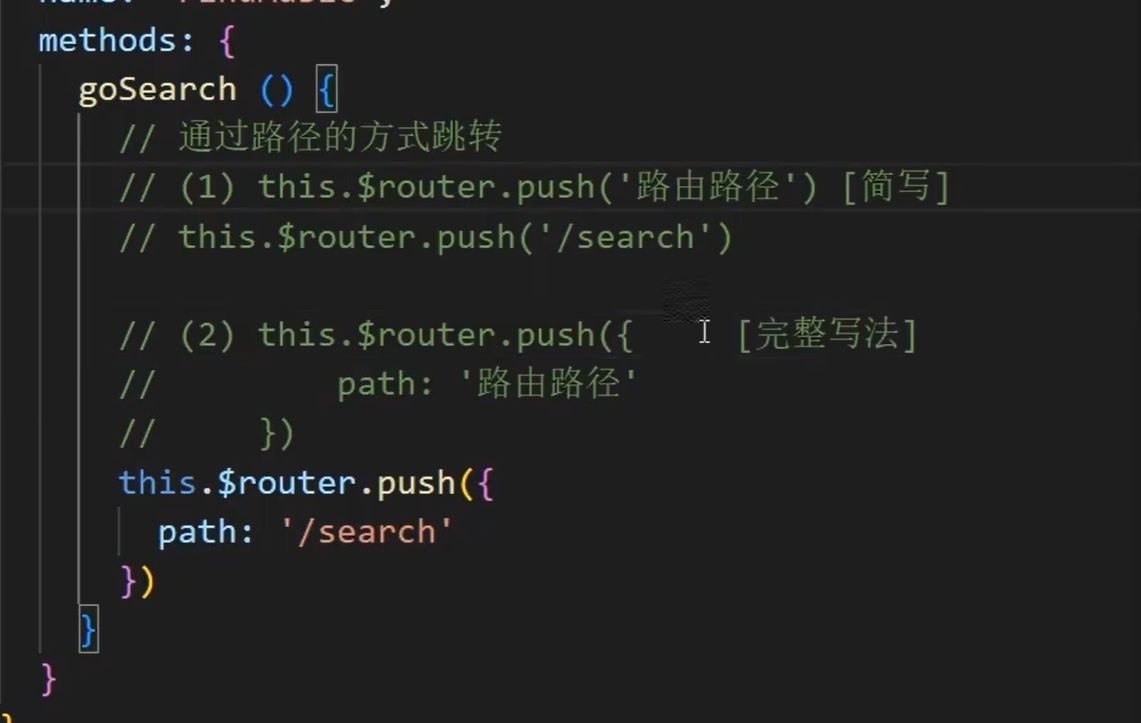 methods: {
goSearch () {
// 通过路径的方式跳转
// (1) this.$router.push('路由路径') [简写]
// this.$router.push('/search')
// (2) this.$router.push({ [完整写法]
// path: '路由路径'
// })
this.$router.push({
path: '/search'
})
}
}